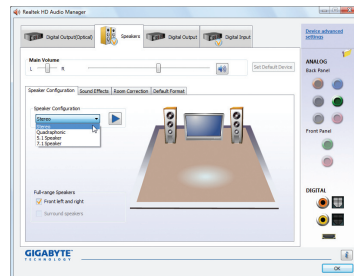 Realtek HD Audio Manager
Digital Output(Optical)
Speakers
Digital Output
Digital Input
Device advanced settings
Main Volume
L
R
Set Default Device
ANALOG
Back Panel
Speaker Configuration
Sound Effects
Room Correction
Default Format
Speaker Configuration
Stereo
Stereo
Quadraphonic
5.1 Speaker
7.1 Speaker
Front Panel
Full-range Speakers
Front left and right
Surround speakers
DIGITAL
GIGABYTE
TECHNOLOGY
OK